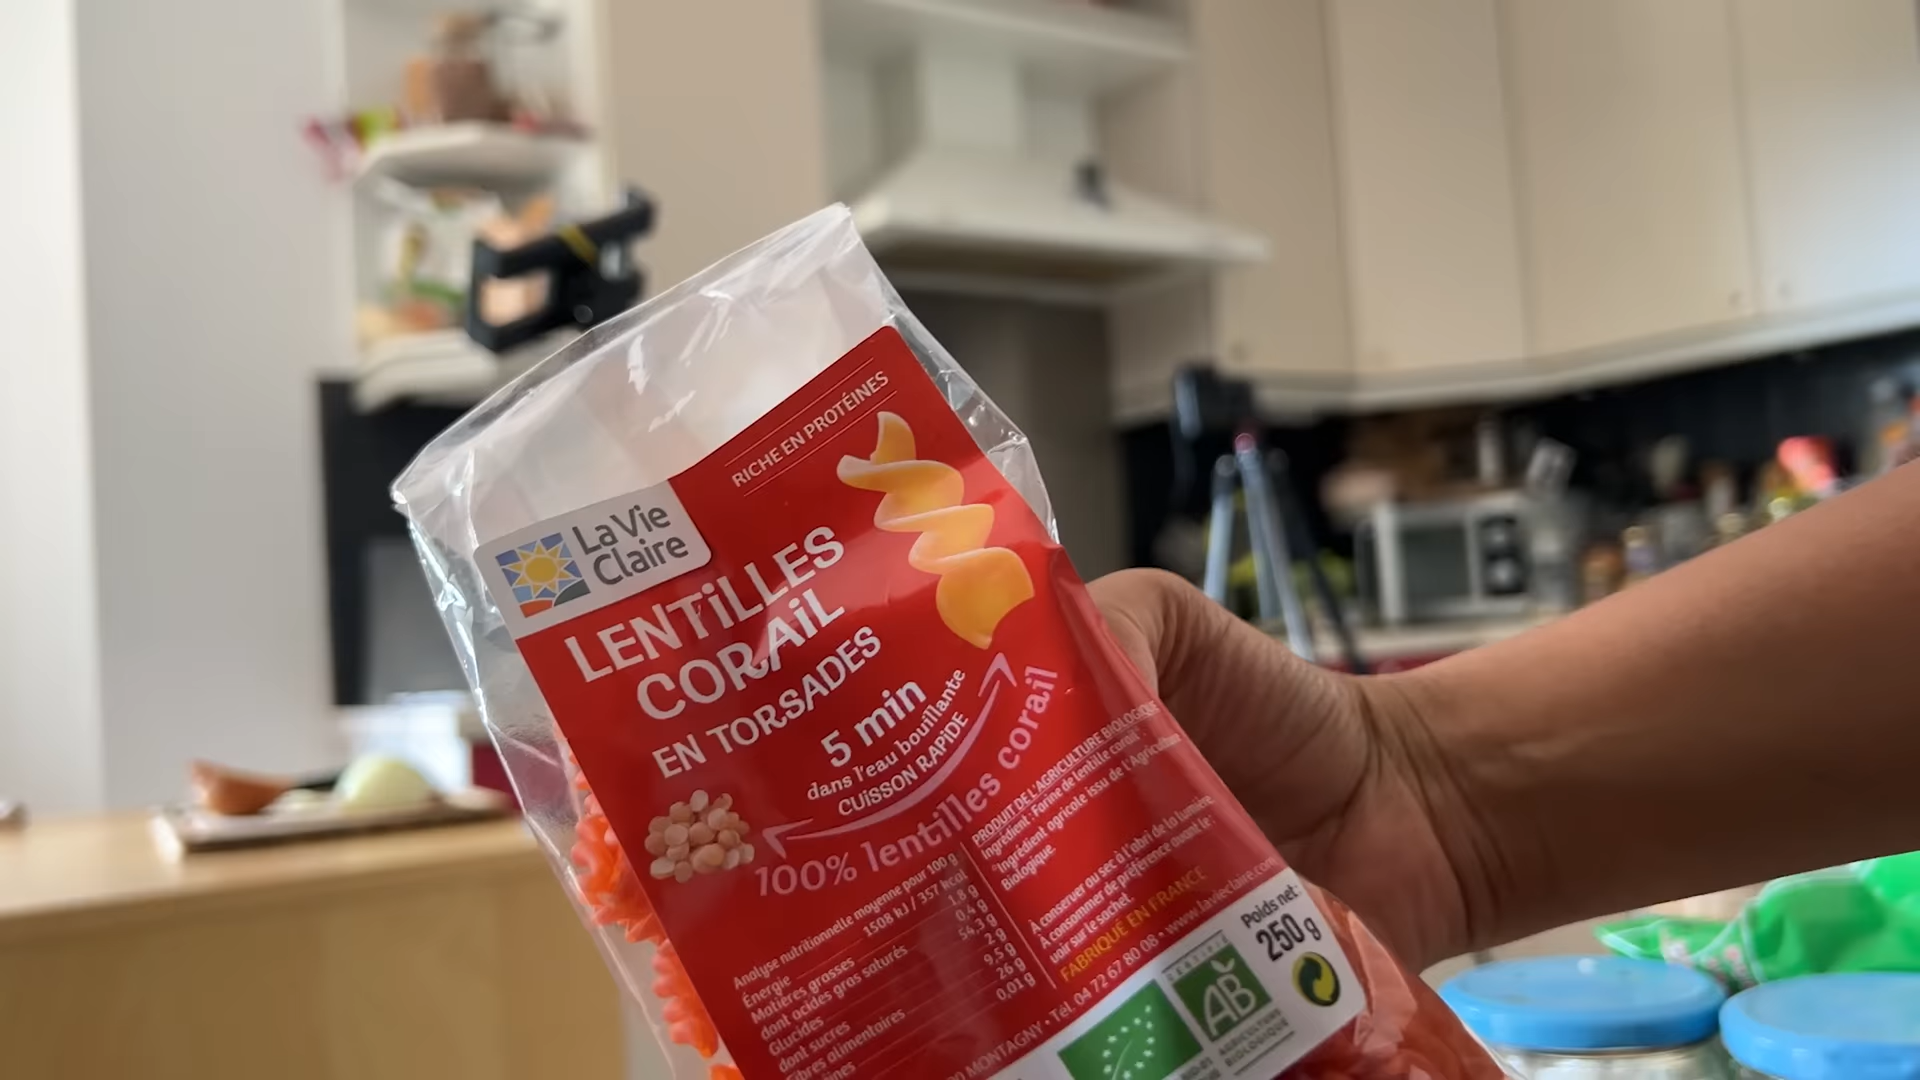 RICHE EN PROTÉINES
La Vie
Claire
LENTiLLES
CORAiL
EN TORSADES
5 min
dans l'eau bouillante
CUiSSON RAPiDE
100% lentilles corail
Analyse nutritionnelle moyenne pour 100 g
Énergie 1508 kJ / 357 kcal
Matières grasses 1.8 g
dont acides gras saturés 0,4 g
Glucides 54,3 g
dont sucres 2 g
Fibres alimentaires 9,5 g
26 g
0,01 g
PRODUIT DE L'AGRICULTURE BIOLOGIQUE
Ingrédient : Farine de lentille corail*
*Ingrédient agricole issu de l'Agriculture
Biologique.
À conserver au sec à l'abri de la lumière
À consommer de préférence avant le :
voir sur le sachet.
FABRIQUÉ EN FRANCE
MONTAGNY • Tél. 04 72 67 80 08 • www.lavieclaire.com
Poids net :
250 g
CERTIFIÉ
AB
AGRICULTURE
BIOLOGIQUE